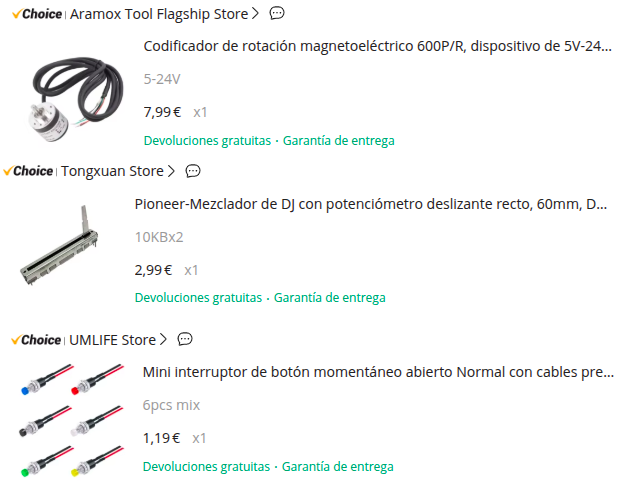 Choice Aramox Tool Flagship Store
Codificador de rotación magnetoeléctrico 600P/R, dispositivo de 5V-24...
5-24V
7,99 € x1
Devoluciones gratuitas · Garantía de entrega
Choice Tongxuan Store
Pioneer-Mezclador de DJ con potenciómetro deslizante recto, 60mm, D...
10KBx2
2,99 € x1
Devoluciones gratuitas · Garantía de entrega
Choice UMLIFE Store
Mini interruptor de botón momentáneo abierto Normal con cables pre...
6pcs mix
1,19 € x1
Devoluciones gratuitas · Garantía de entrega